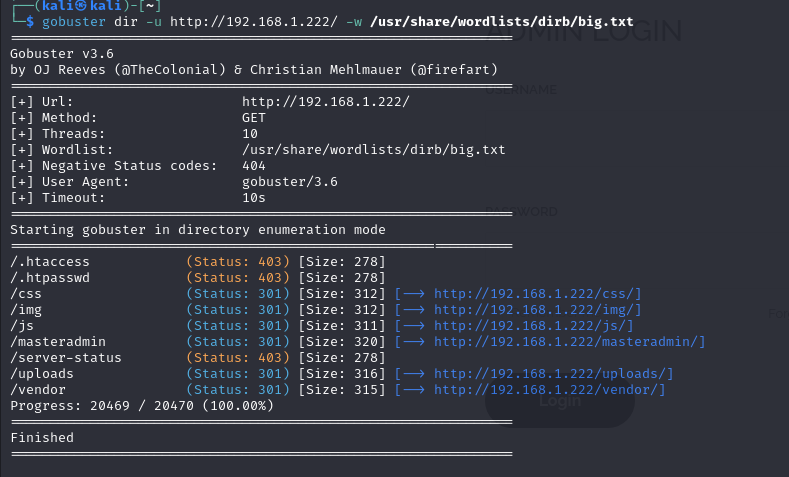 ┌──(kali㉿kali)-[~]
└─$ gobuster dir -u http://192.168.1.222/ -w /usr/share/wordlists/dirb/big.txt
ADMIN LOGIN
===============================================================
Gobuster v3.6
by OJ Reeves (@TheColonial) & Christian Mehlmauer (@firefart)
===============================================================
USERNAME
[+] Url:                     http://192.168.1.222/
[+] Method:                  GET
[+] Threads:                 10
[+] Wordlist:                /usr/share/wordlists/dirb/big.txt
[+] Negative Status codes:   404
[+] User Agent:              gobuster/3.6
[+] Timeout:                 10s
PASSWORD
===============================================================
Starting gobuster in directory enumeration mode
===============================================================
/.htaccess            (Status: 403) [Size: 278]
/.htpasswd            (Status: 403) [Size: 278]
/css                  (Status: 301) [Size: 312] [--> http://192.168.1.222/css/]
/img                  (Status: 301) [Size: 312] [--> http://192.168.1.222/img/]
/js                   (Status: 301) [Size: 311] [--> http://192.168.1.222/js/]
/masteradmin          (Status: 301) [Size: 320] [--> http://192.168.1.222/masteradmin/]
/server-status        (Status: 403) [Size: 278]
/uploads              (Status: 301) [Size: 316] [--> http://192.168.1.222/uploads/]
/vendor               (Status: 301) [Size: 315] [--> http://192.168.1.222/vendor/]
Progress: 20469 / 20470 (100.00%)
Login
===============================================================
Finished
===============================================================